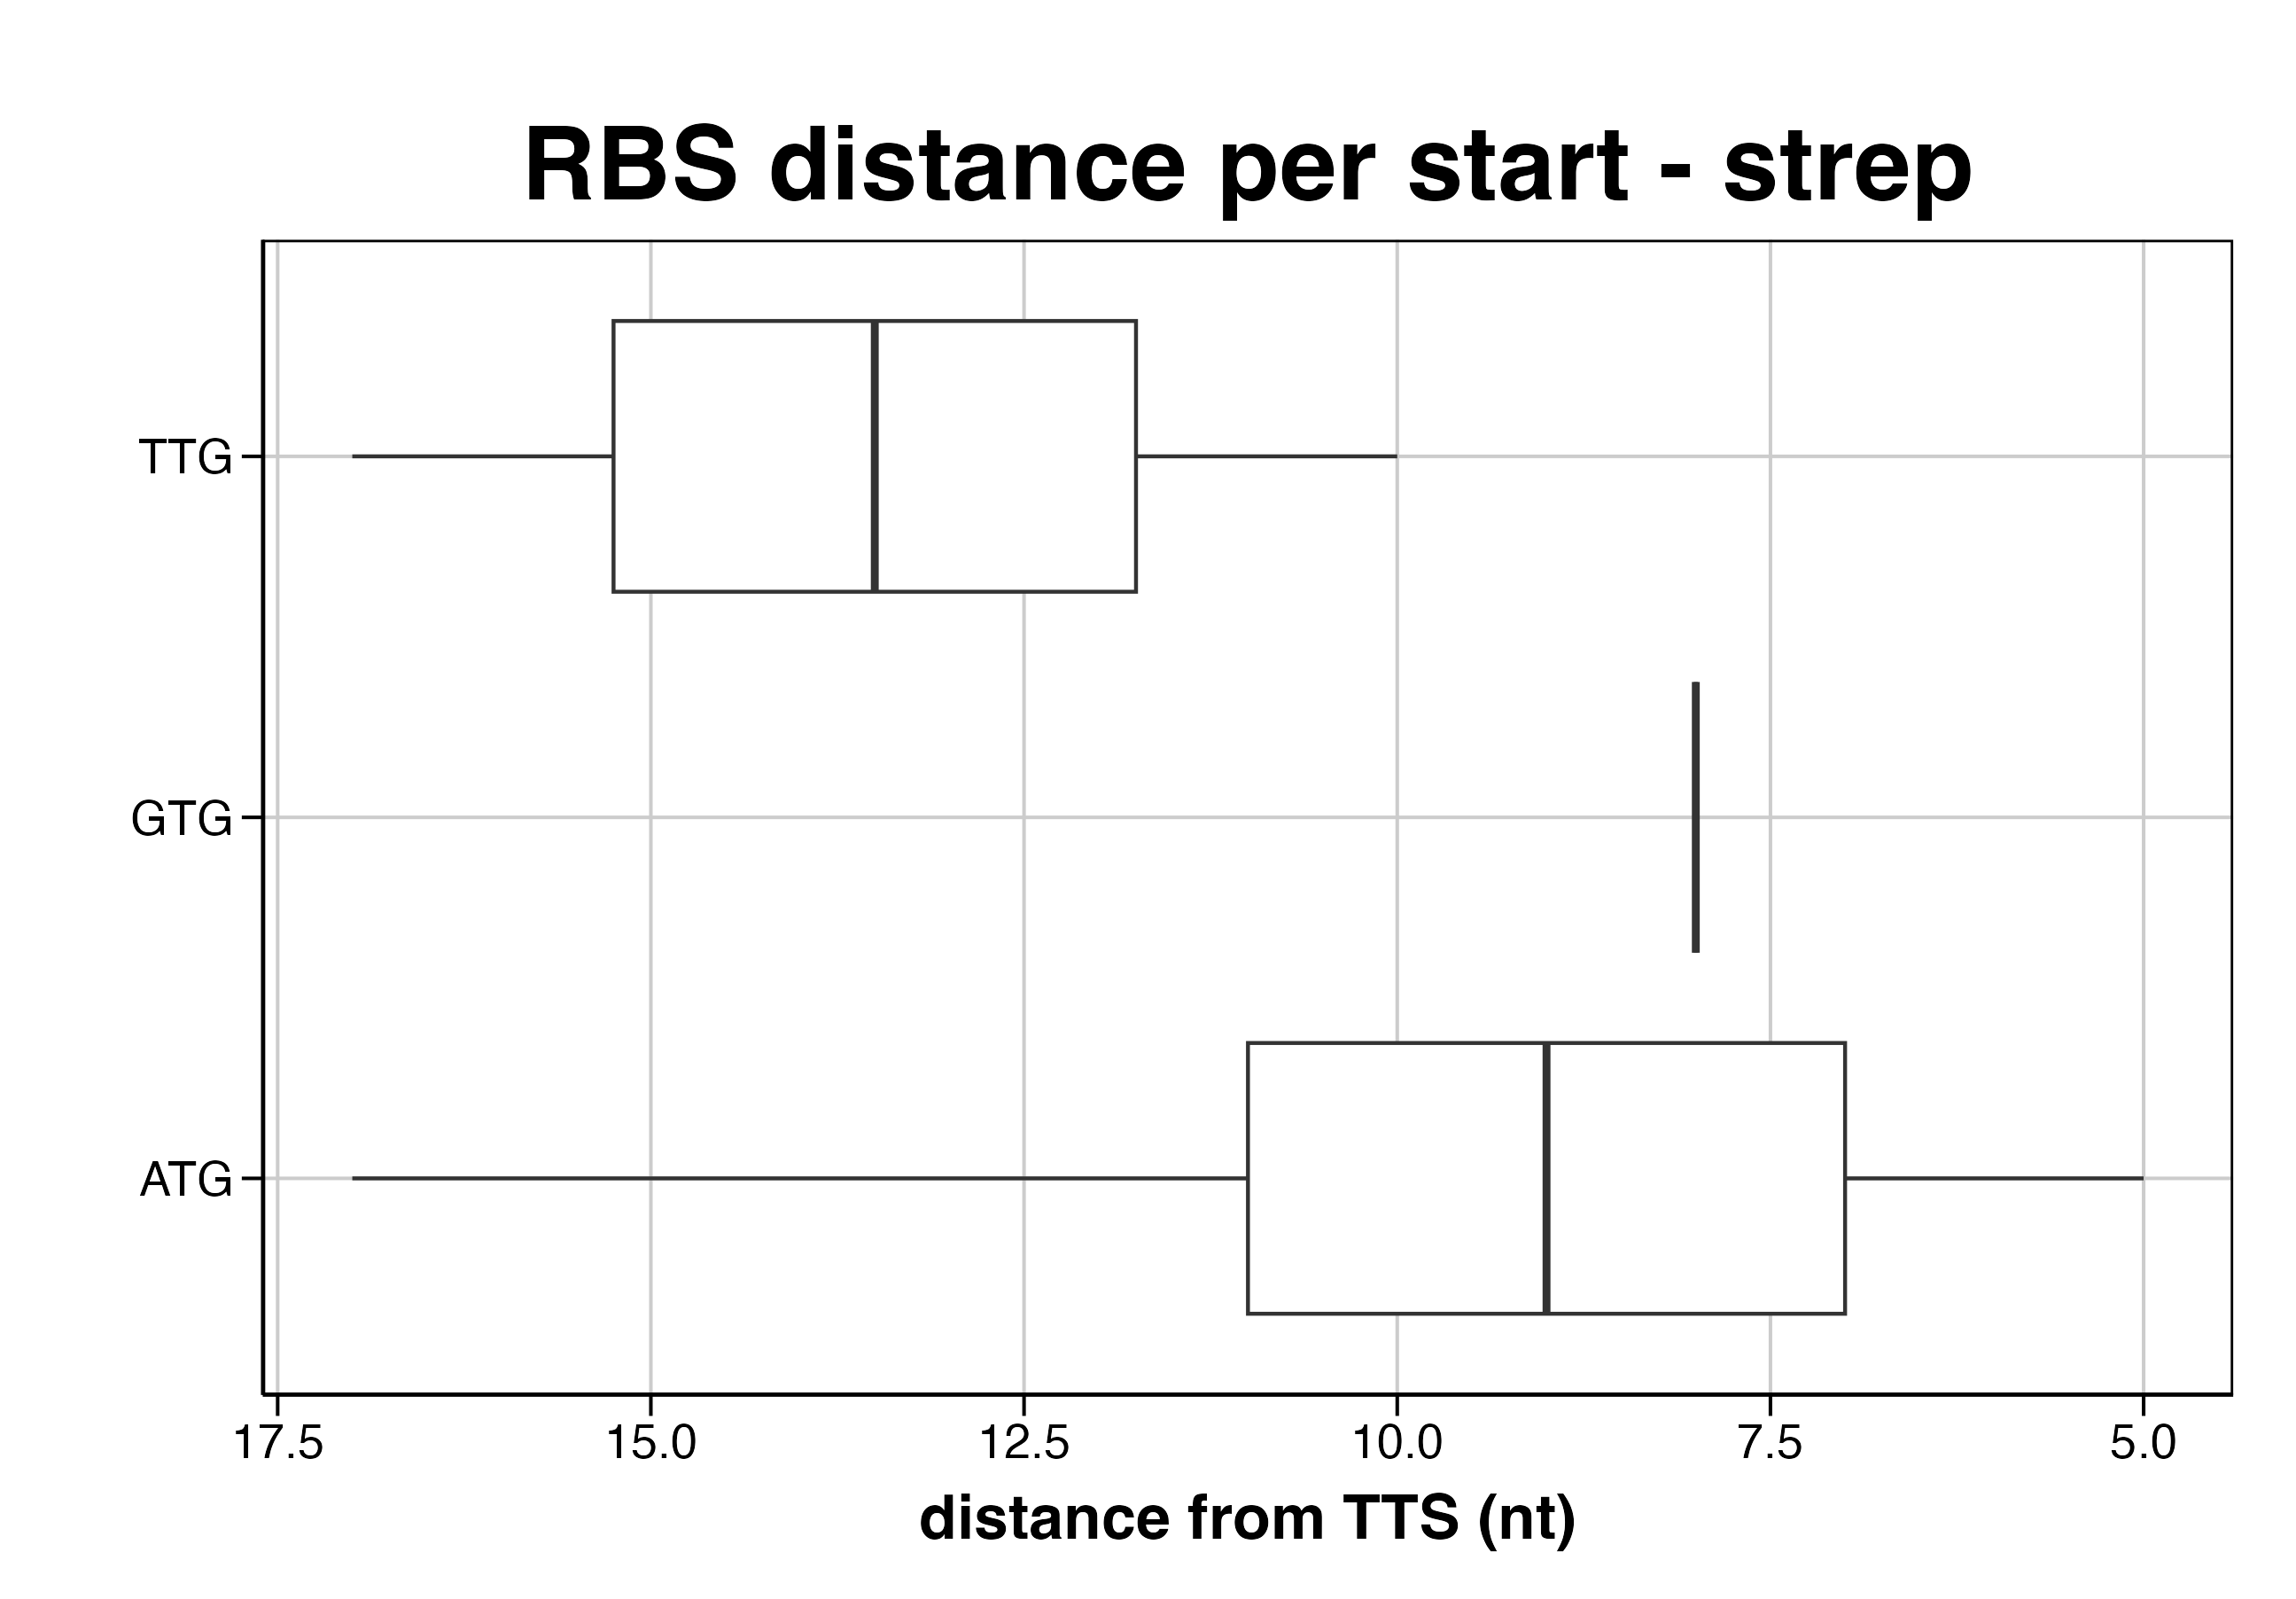 RBS distance per start - strep
TTG
GTG
ATG
17.5 15.0 12.5 10.0 7.5 5.0
distance from TTS (nt)